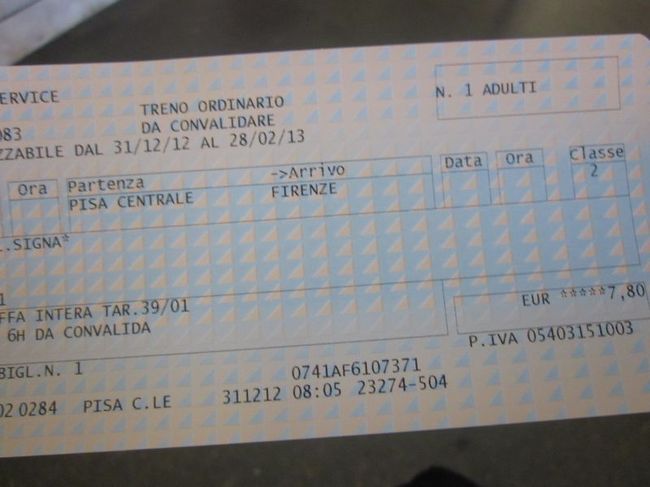 ERVICE
TRENO ORDINARIO
N. 1 ADULTI
083
DA CONVALIDARE
ZZABILE DAL 31/12/12 AL 28/02/13
Ora Partenza ->Arrivo Data Ora Classe
PISA CENTRALE FIRENZE 2
.SIGNA*
1
FFA INTERA TAR.39/01
EUR *****7,80
6H DA CONVALIDA
P.IVA 05403151003
BIGL.N. 1
0741AF6107371
020284 PISA C.LE 311212 08:05 23274-504